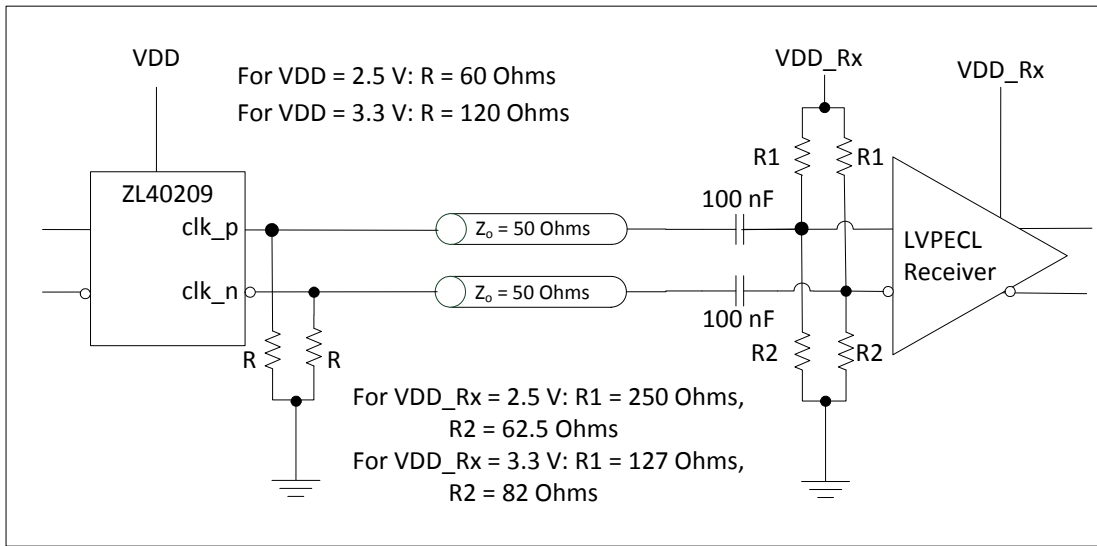 VDD
For VDD = 2.5 V: R = 60 Ohms
For VDD = 3.3 V: R = 120 Ohms
VDD_Rx
VDD_Rx
R1
R1
ZL40209
clk_p
clk_n
Zo = 50 Ohms
Zo = 50 Ohms
100 nF
100 nF
LVPECL
Receiver
R
R
R2
R2
For VDD_Rx = 2.5 V: R1 = 250 Ohms,
R2 = 62.5 Ohms
For VDD_Rx = 3.3 V: R1 = 127 Ohms,
R2 = 82 Ohms